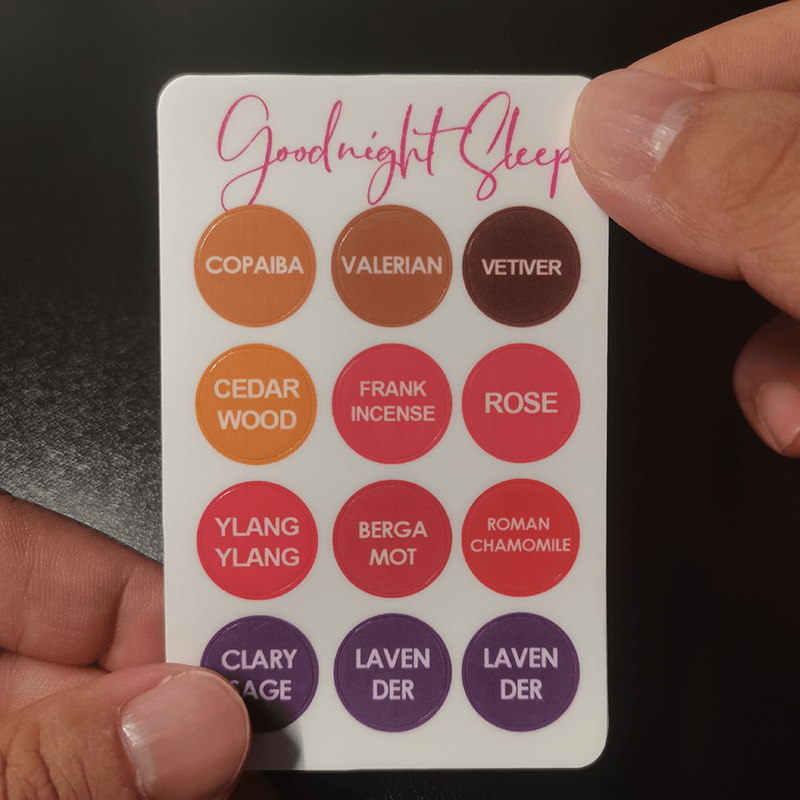 Goodnight Sleep
COPAIBA
VALERIAN
VETIVER
CEDAR
WOOD
FRANK
INCENSE
ROSE
YLANG
YLANG
BERGA
MOT
ROMAN
CHAMOMILE
CLARY
SAGE
LAVEN
DER
LAVEN
DER